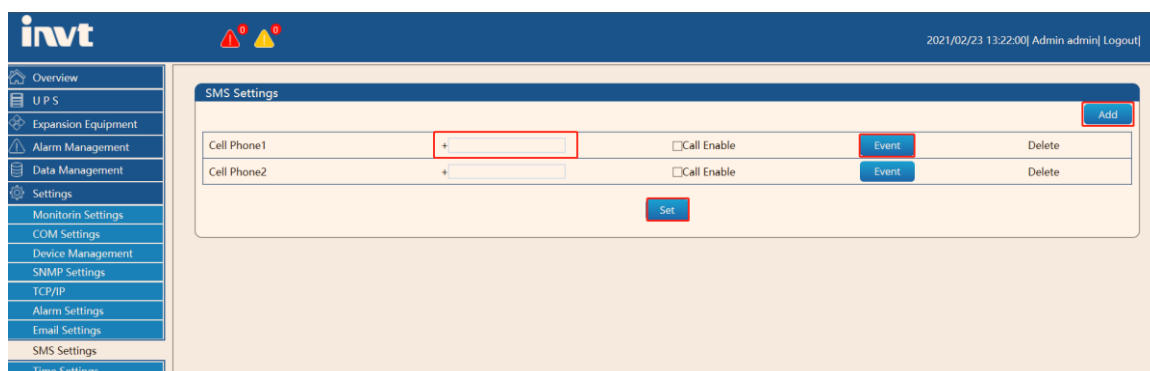 invt
0 0
2021/02/23 13:22:00| Admin admin| Logout|
Overview
UPS
Expansion Equipment
Alarm Management
Data Management
Settings
Monitorin Settings
COM Settings
Device Management
SNMP Settings
TCP/IP
Alarm Settings
Email Settings
SMS Settings
Time Settings
SMS Settings
Add
Cell Phone1 + Call Enable Event Delete
Cell Phone2 + Call Enable Event Delete
Set